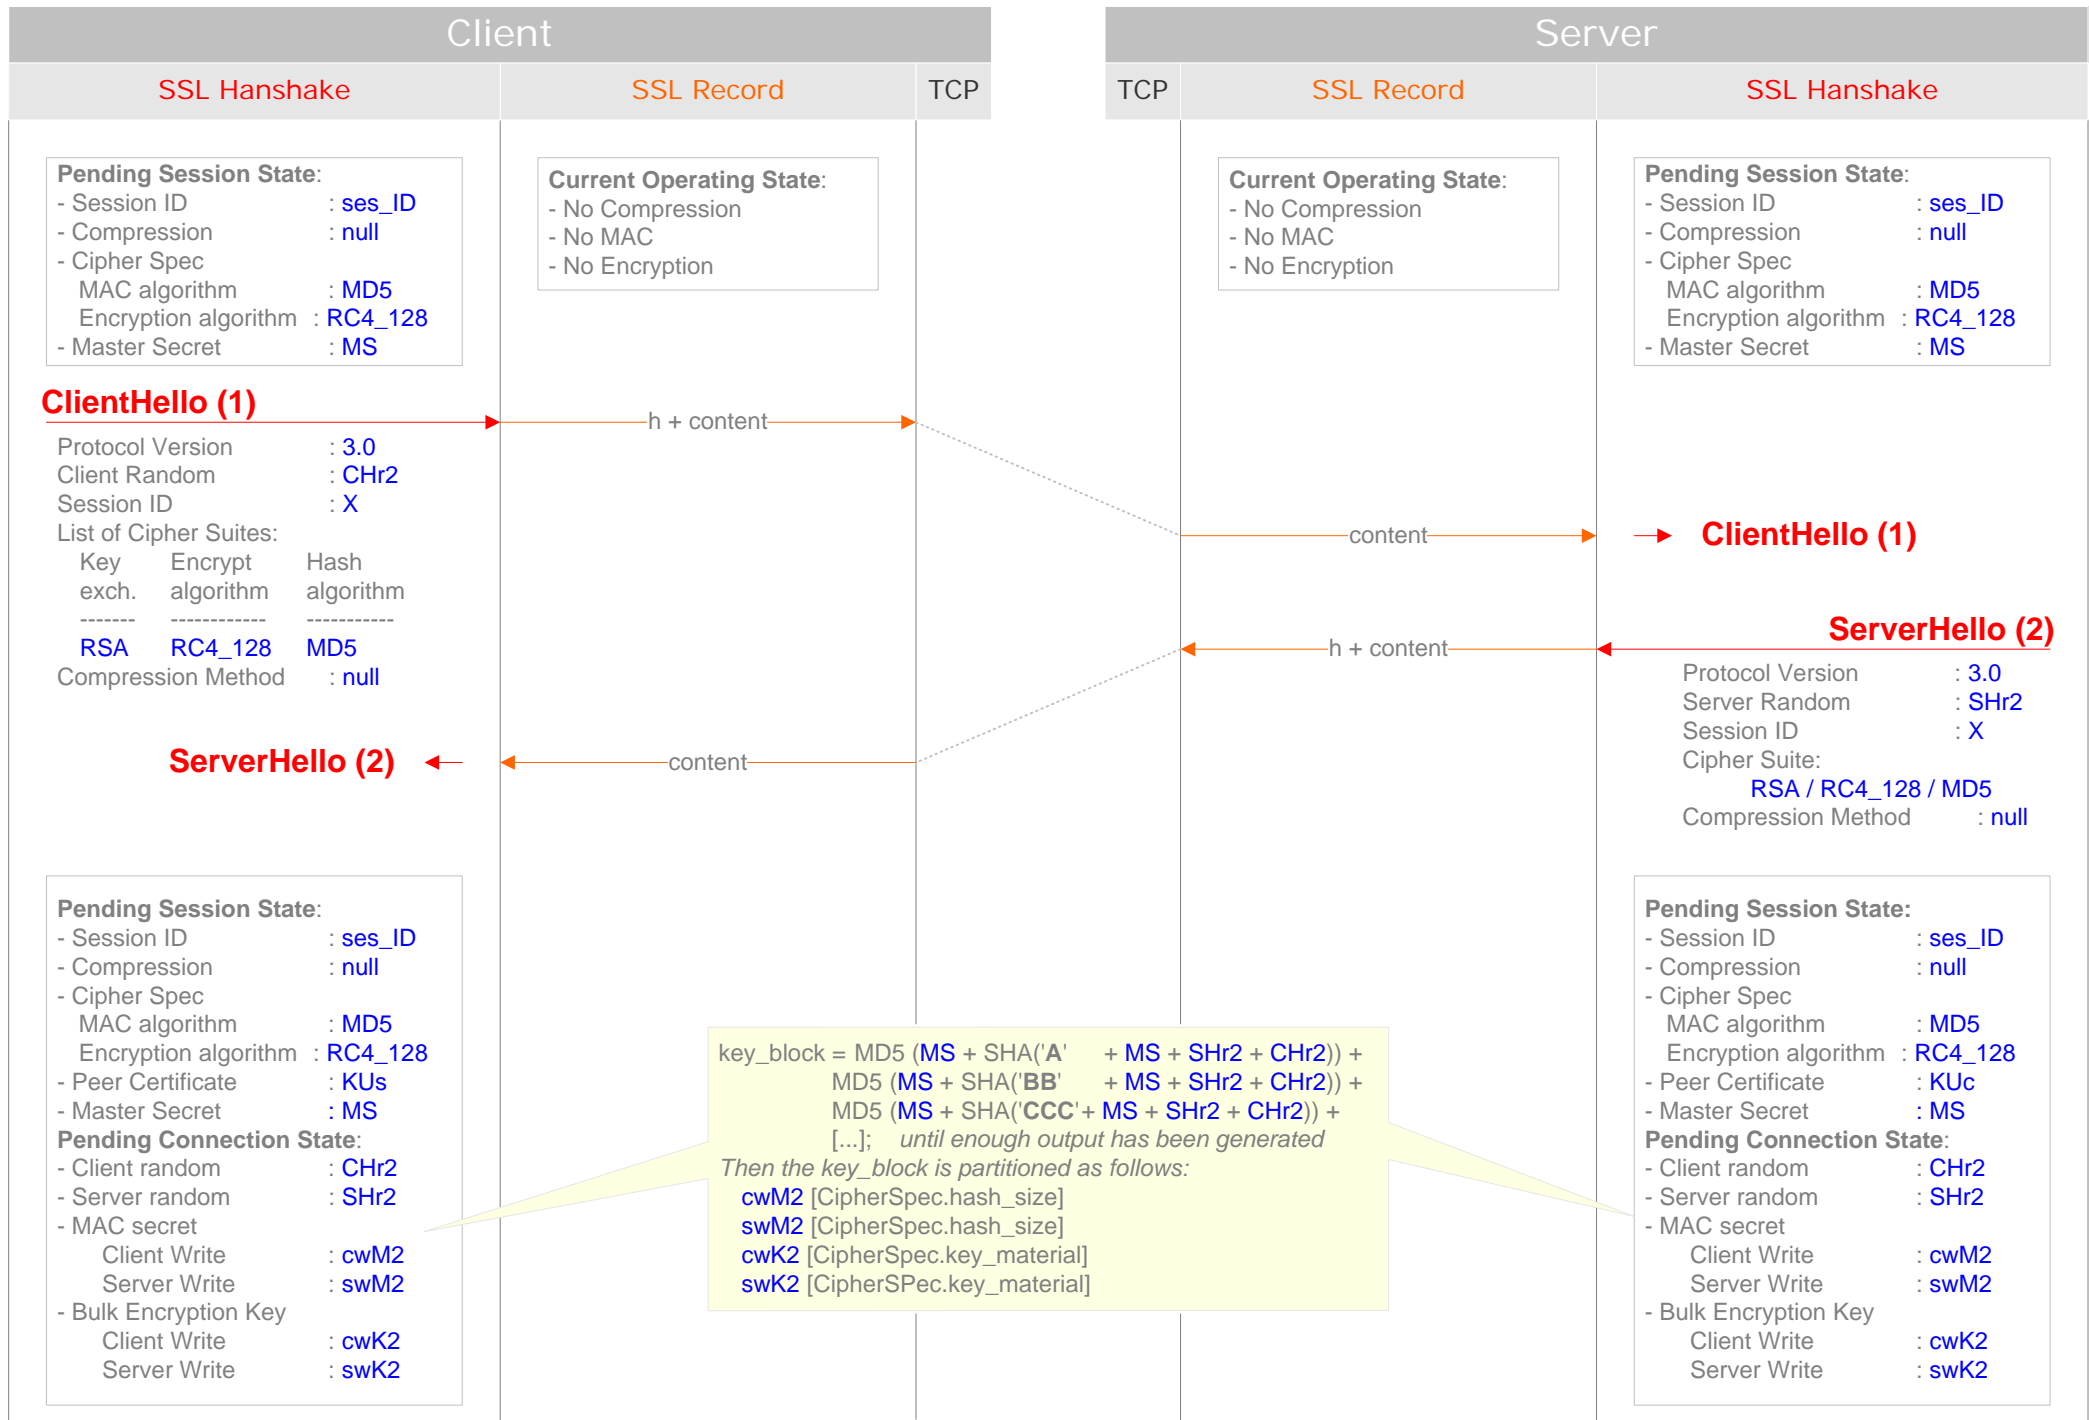 Client
Server
SSL Hanshake
SSL Record
TCP
TCP
SSL Record
SSL Hanshake
Pending Session State:
- Session ID : ses_ID
- Compression : null
- Cipher Spec
MAC algorithm : MD5
Encryption algorithm : RC4_128
- Master Secret : MS
Current Operating State:
- No Compression
- No MAC
- No Encryption
Current Operating State:
- No Compression
- No MAC
- No Encryption
Pending Session State:
- Session ID : ses_ID
- Compression : null
- Cipher Spec
MAC algorithm : MD5
Encryption algorithm : RC4_128
- Master Secret : MS
ClientHello (1)
h + content
Protocol Version : 3.0
Client Random : CHr2
Session ID : X
List of Cipher Suites:
Key Encrypt Hash
exch. algorithm algorithm
------- ------------ -----------
RSA RC4_128 MD5
Compression Method : null
content
ClientHello (1)
ServerHello (2)
h + content
Protocol Version : 3.0
Server Random : SHr2
Session ID : X
Cipher Suite:
RSA / RC4_128 / MD5
Compression Method : null
ServerHello (2)
content
Pending Session State:
- Session ID : ses_ID
- Compression : null
- Cipher Spec
MAC algorithm : MD5
Encryption algorithm : RC4_128
- Peer Certificate : KUs
- Master Secret : MS
Pending Connection State:
- Client random : CHr2
- Server random : SHr2
- MAC secret
Client Write : cwM2
Server Write : swM2
- Bulk Encryption Key
Client Write : cwK2
Server Write : swK2
key_block = MD5 (MS + SHA('A' + MS + SHr2 + CHr2)) +
MD5 (MS + SHA('BB' + MS + SHr2 + CHr2)) +
MD5 (MS + SHA('CCC'+ MS + SHr2 + CHr2)) +
[...]; until enough output has been generated
Then the key_block is partitioned as follows:
cwM2 [CipherSpec.hash_size]
swM2 [CipherSpec.hash_size]
cwK2 [CipherSpec.key_material]
swK2 [CipherSPec.key_material]
Pending Session State:
- Session ID : ses_ID
- Compression : null
- Cipher Spec
MAC algorithm : MD5
Encryption algorithm : RC4_128
- Peer Certificate : KUc
- Master Secret : MS
Pending Connection State:
- Client random : CHr2
- Server random : SHr2
- MAC secret
Client Write : cwM2
Server Write : swM2
- Bulk Encryption Key
Client Write : cwK2
Server Write : swK2